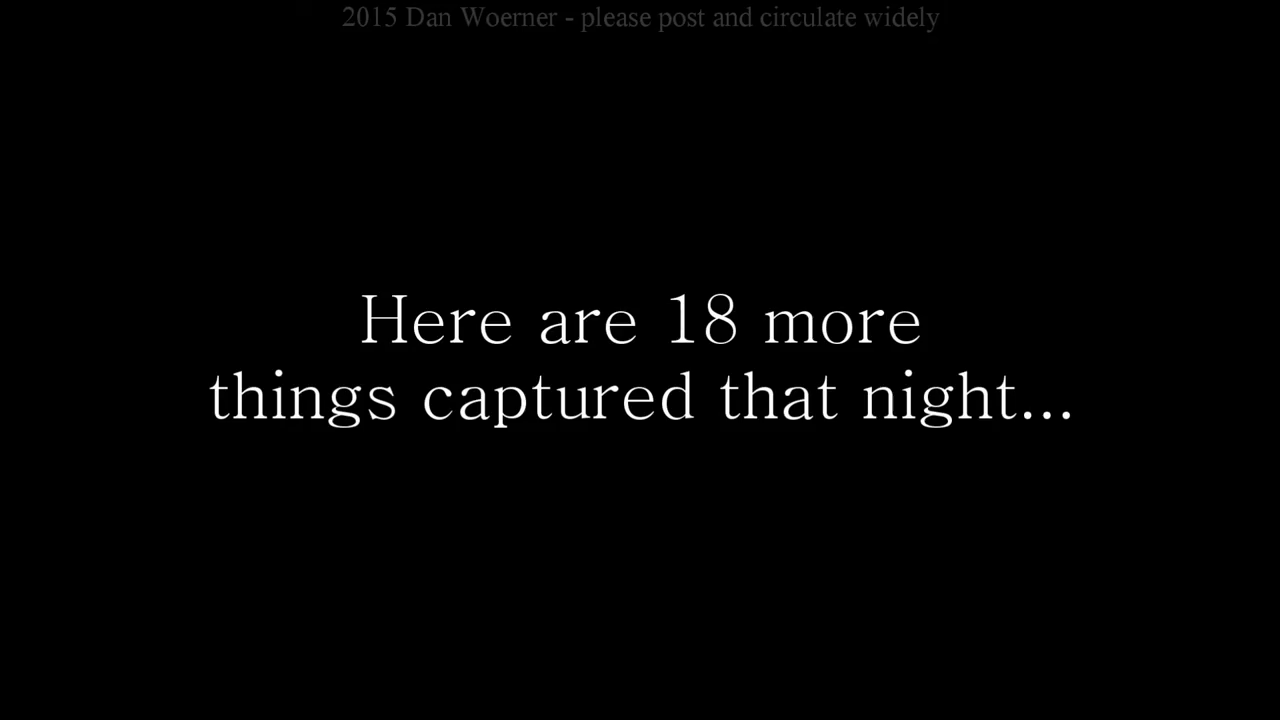 2015 Dan Woerner - please post and circulate widely
Here are 18 more
things captured that night...